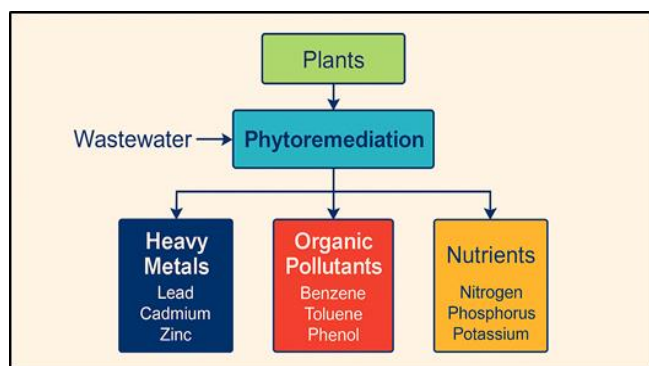 Plants
Wastewater
Phytoremediation
Heavy
Metals
Lead
Cadmium
Zinc
Organic
Pollutants
Benzene
Toluene
Phenol
Nutrients
Nitrogen
Phosphorus
Potassium